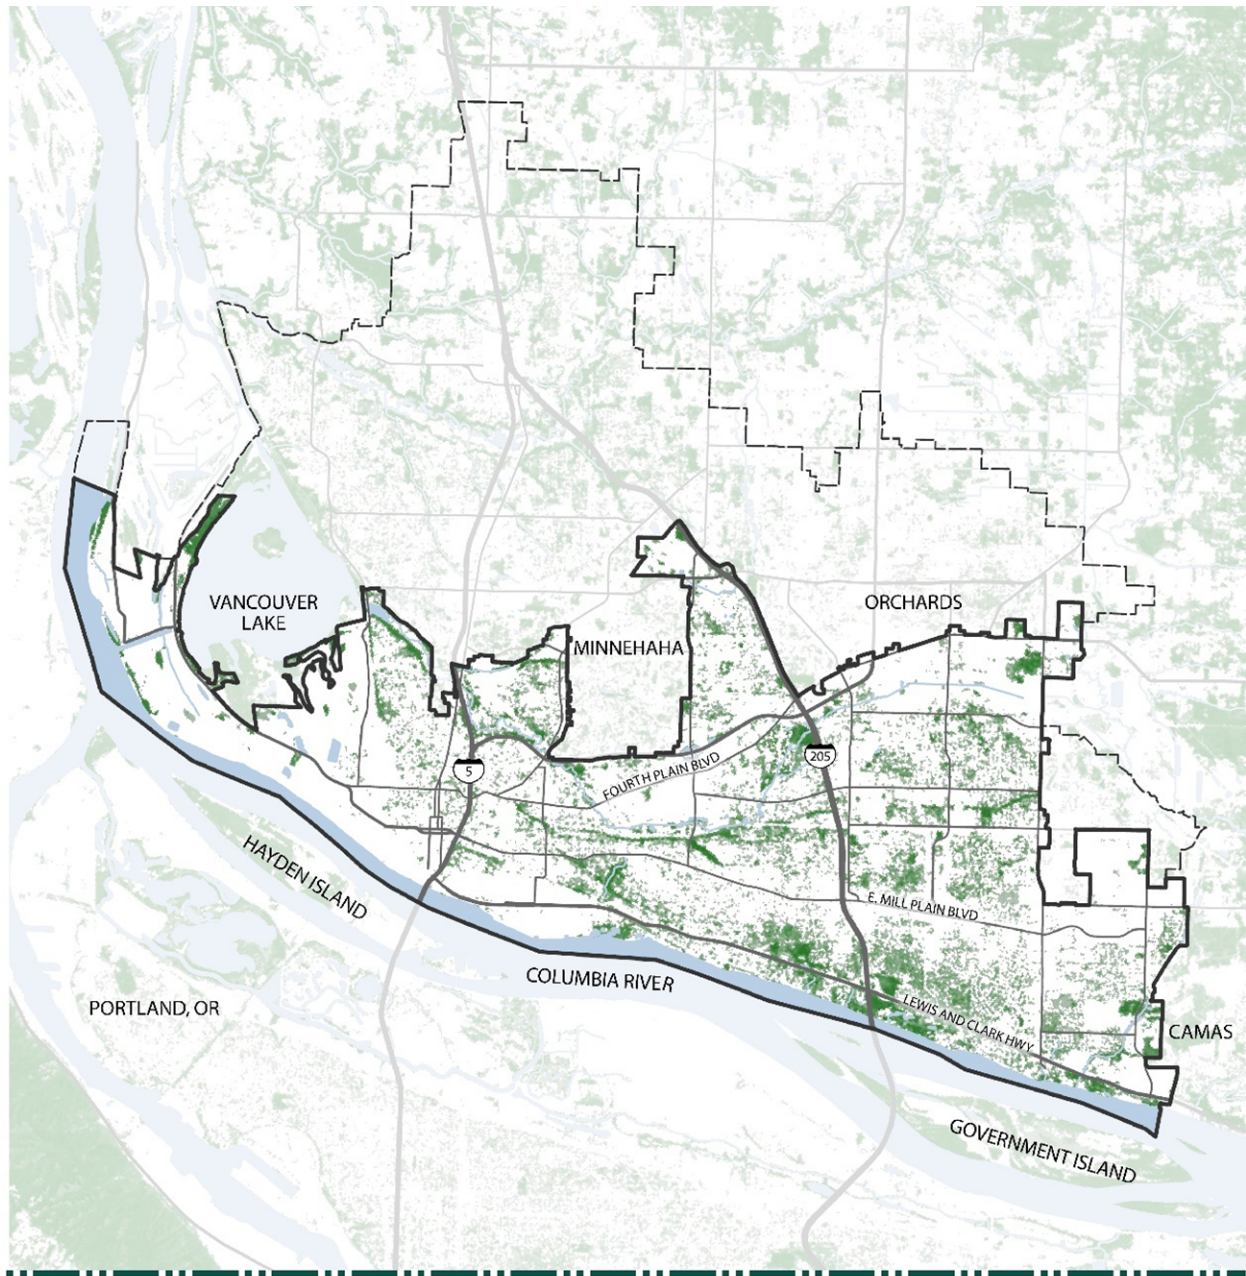 VANCOUVER
LAKE
ORCHARDS
MINNEHAHA
5
205
FOURTH PLAIN BLVD
HAYDEN ISLAND
E. MILL PLAIN BLVD
COLUMBIA RIVER
PORTLAND, OR
LEWIS AND CLARK HWY
CAMAS
GOVERNMENT ISLAND